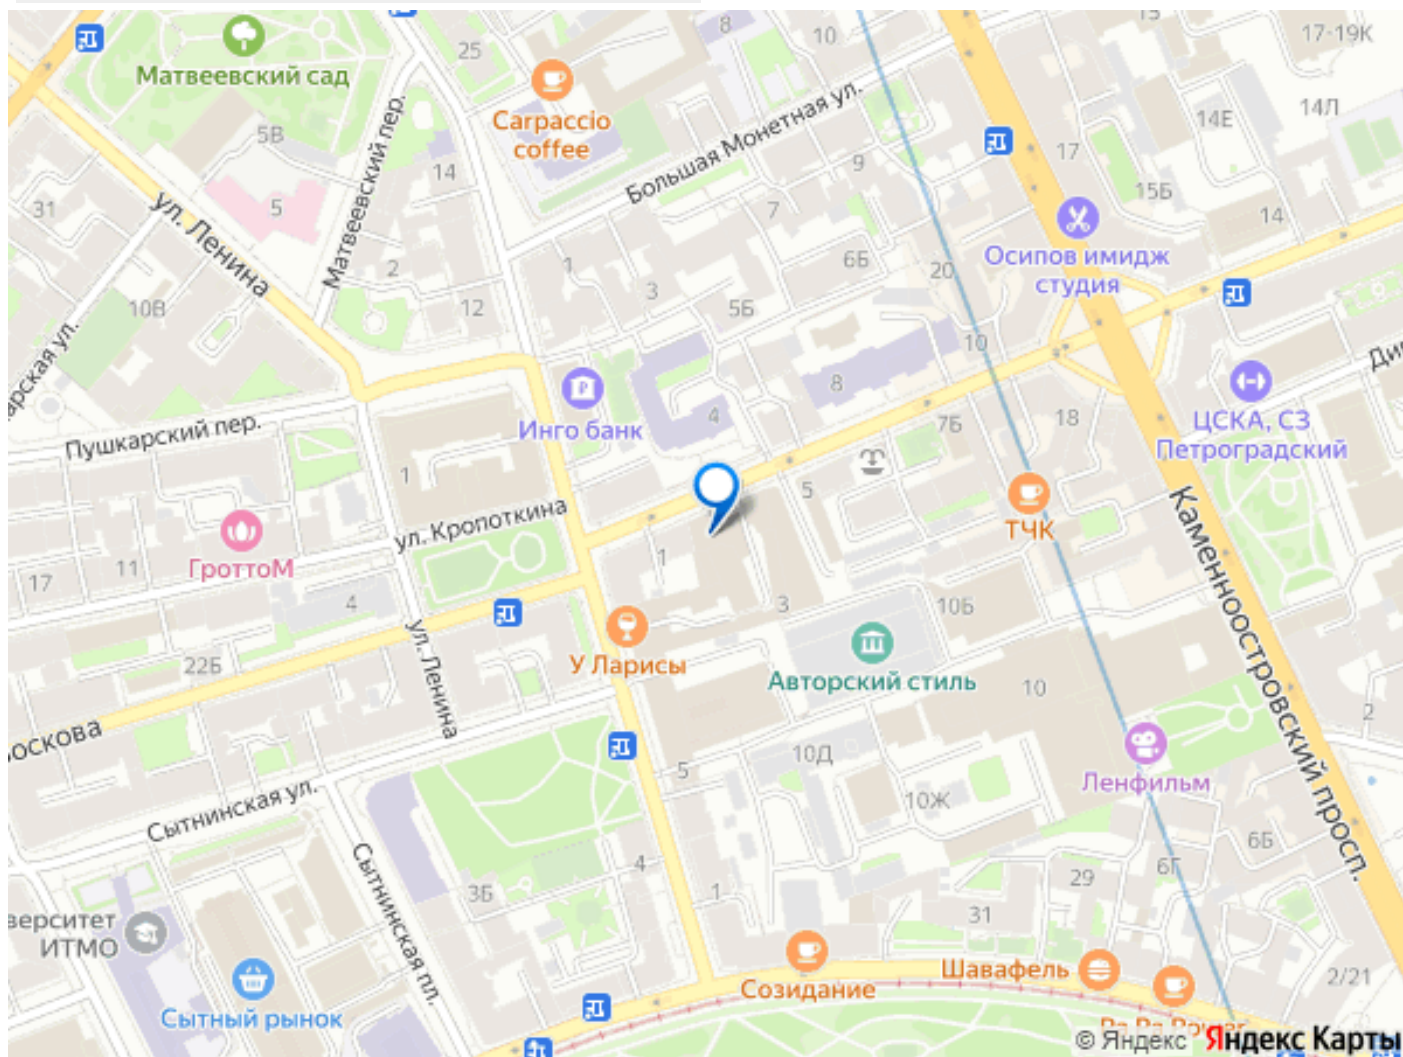 8
10
15
17-19К
25
Матвеевский сад
Carpaccio
coffee
Большая Монетная ул.
14Е
14Л
5В
Матвеевский пер.
14
9
17
15Б
31
5
ул. Ленина
7
14
Осипов имидж
студия
2
1
6Б
20
3
10В
12
5Б
10
8
Инго банк
4
7Б
18
ЦСКА, СЗ
Петроградский
Пушкарский пер.
1
5
ТЧК
ул. Кропоткина
Каменноостровский просп.
ГроттоМ
11
17
1
4
3
10Б
ул. Ленина
У Ларисы
Авторский стиль
22Б
10
2
5
10Д
Ленфильм
Сытнинская ул.
10Ж
6Б
Сытнинская пл.
4
6Г
29
3Б
1
31
ИТМО
Шавафель
Созидание
2/21
Сытный рынок
© Яндекс Яндекс Карты